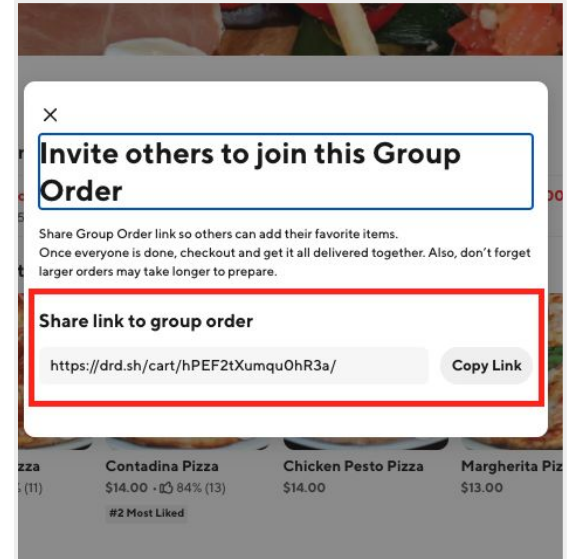 Invite others to join this Group
Order
Share Group Order link so others can add their favorite items.
Once everyone is done, checkout and get it all delivered together. Also, don't forget
larger orders may take longer to prepare.
Share link to group order
https://drd.sh/cart/hPEF2tXumqu0hR3a/
Copy Link
zza
(11)
Contadina Pizza
$14.00 · 84% (13)
#2 Most Liked
Chicken Pesto Pizza
$14.00
Margherita Piz
$13.00